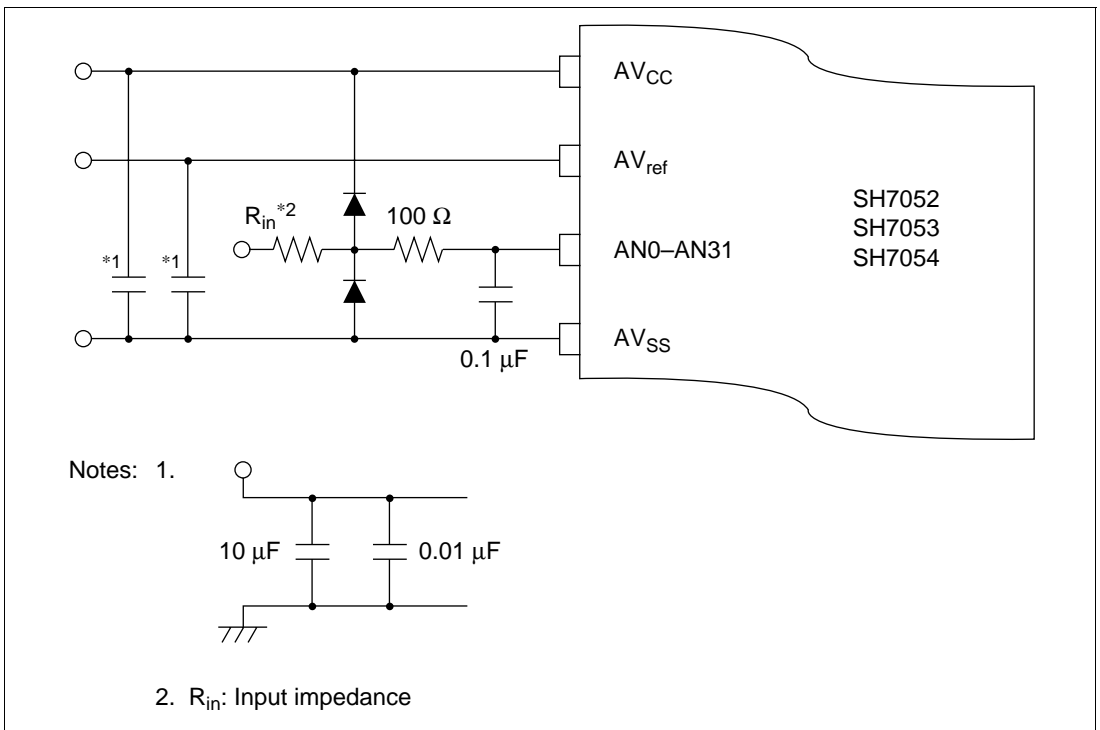 AVCC
AVref
SH7052
Rin*2
100 Ω
SH7053
AN0–AN31
*1
*1
SH7054
AVSS
0.1 μF
Notes: 1.
10 μF
0.01 μF
2. Rin: Input impedance